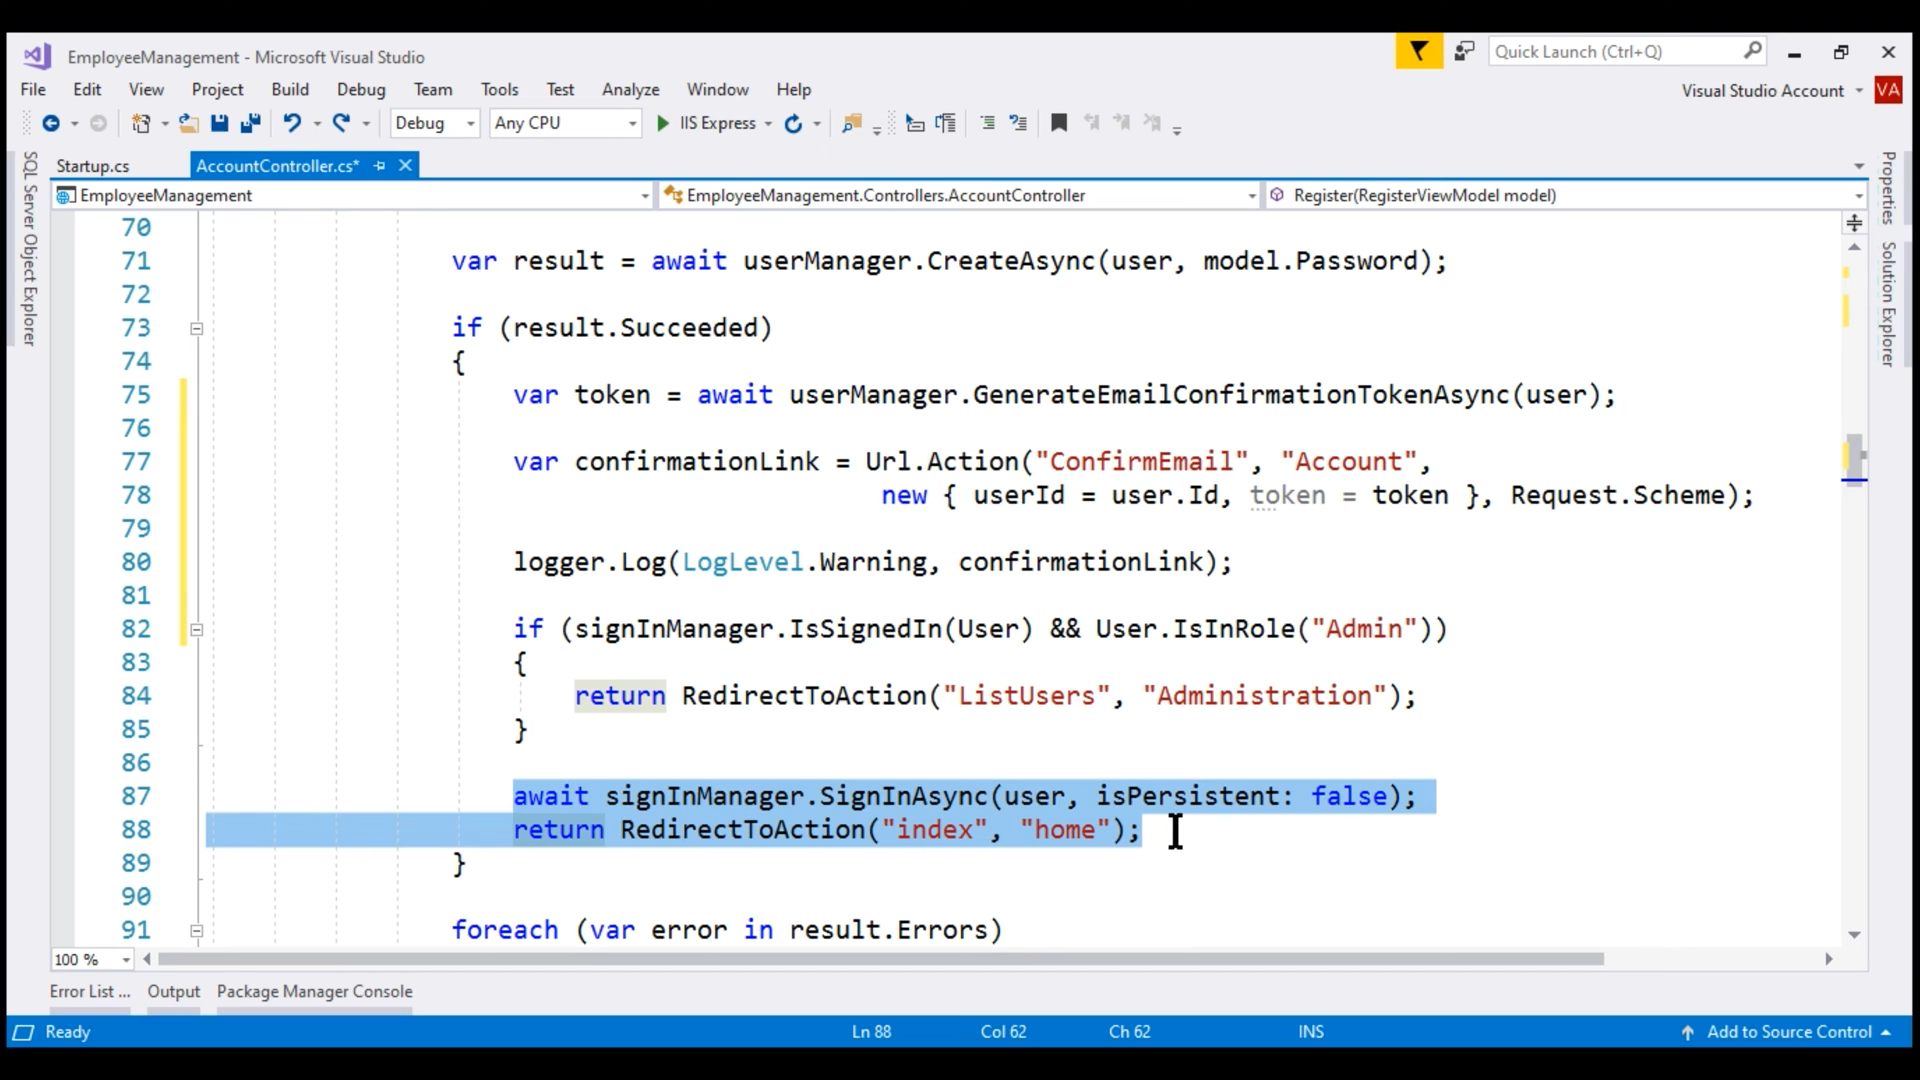 EmployeeManagement - Microsoft Visual Studio
Quick Launch (Ctrl+Q)
File Edit View Project Build Debug Team Tools Test Analyze Window Help
Visual Studio Account VA
Debug Any CPU IIS Express
Startup.cs AccountController.cs*
EmployeeManagement EmployeeManagement.Controllers.AccountController Register(RegisterViewModel model)
SQL Server Object Explorer
Properties
Solution Explorer
70
71 var result = await userManager.CreateAsync(user, model.Password);
72
73 if (result.Succeeded)
74 {
75 var token = await userManager.GenerateEmailConfirmationTokenAsync(user);
76
77 var confirmationLink = Url.Action("ConfirmEmail", "Account",
78 new { userId = user.Id, token = token }, Request.Scheme);
79
80 logger.Log(LogLevel.Warning, confirmationLink);
81
82 if (signInManager.IsSignedIn(User) && User.IsInRole("Admin"))
83 {
84 return RedirectToAction("ListUsers", "Administration");
85 }
86
87 await signInManager.SignInAsync(user, isPersistent: false);
88 return RedirectToAction("index", "home");
89 }
90
91 foreach (var error in result.Errors)
100 %
Error List ... Output Package Manager Console
Ready Ln 88 Col 62 Ch 62 INS Add to Source Control